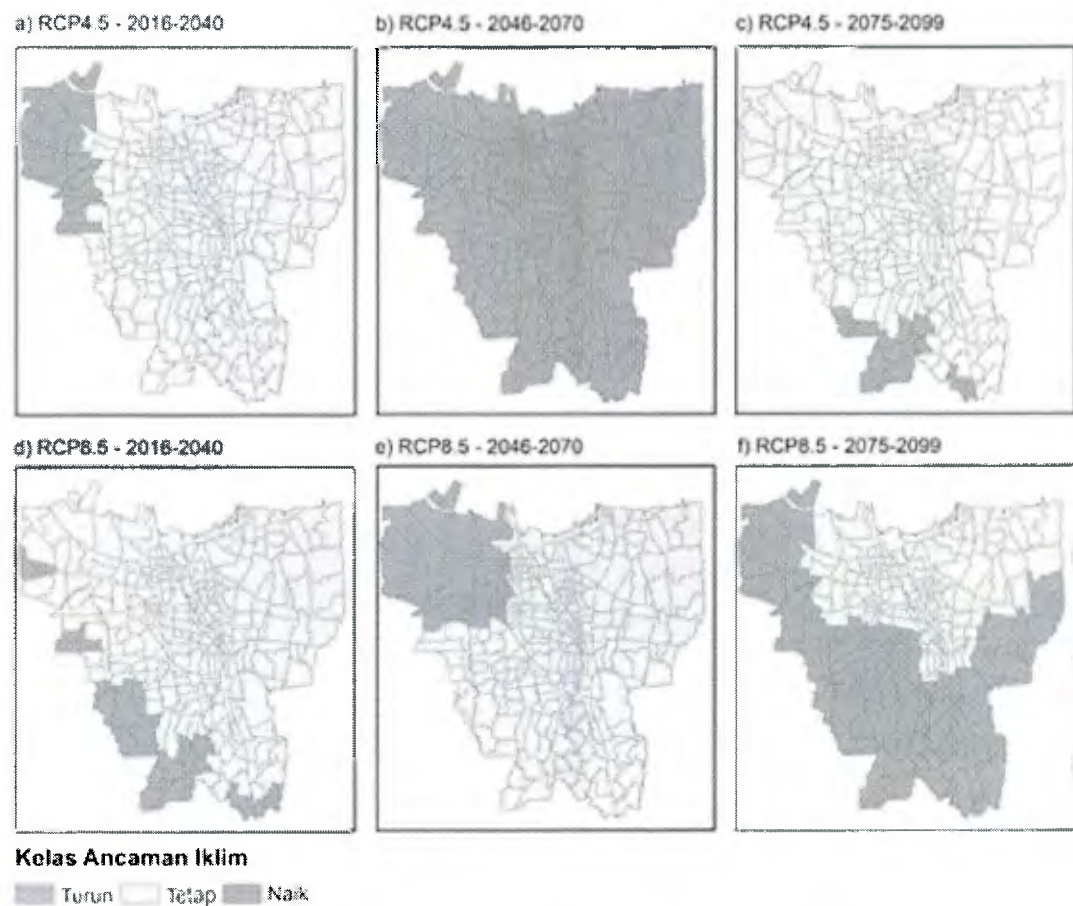 a) RCP4.5 - 2016-2040
b) RCP4.5 - 2046-2070
c) RCP4.5 - 2075-2099
d) RCP8.5 - 2016-2040
e) RCP8.5 - 2046-2070
f) RCP8.5 - 2075-2099
Kelas Ancaman Iklim
Turun Tetap Naik